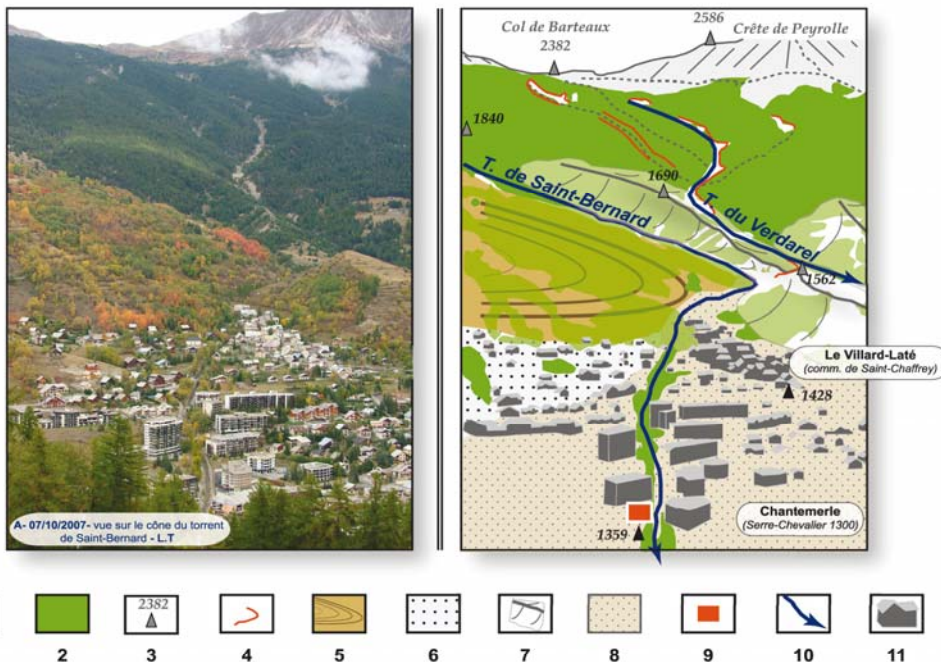 Col de Barteaux
2382
2586
Crête de Peyrolle
1840
1690
T. de Saint-Bernard
T. du Verdarel
1562
Le Villard-Laté
(comm. de Saint-Chaffrey)
1428
Chantemerle
(Serre-Chevalier 1300)
1359
A- 07/10/2007- vue sur le cône du torrent
de Saint-Bernard - L.T
2382
2 3 4 5 6 7 8 9 10 11